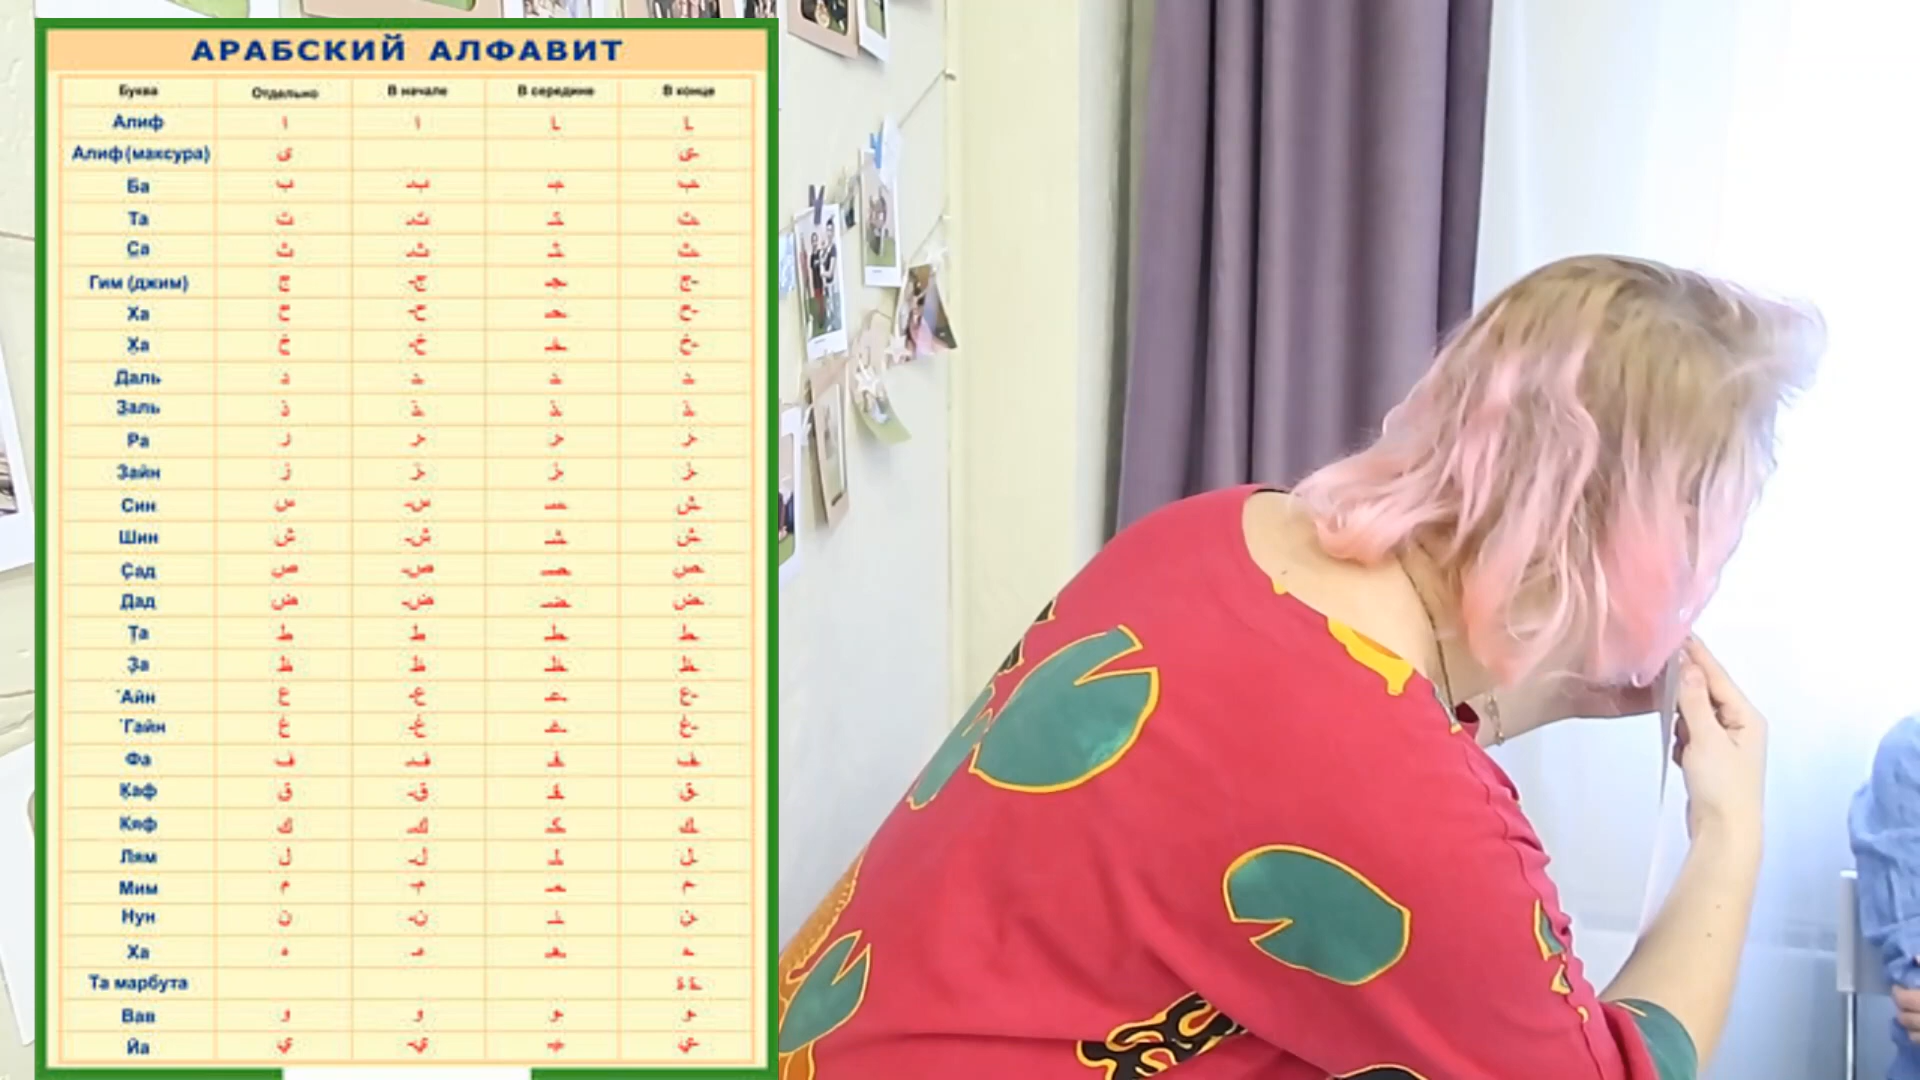 АРАБСКИЙ АЛФАВИТ
Буква Отдельно В начале В середине В конце
Алиф ا ا ـا ـا
Алиф (максура) ى ـى
Ба ب بـ ـبـ ـب
Та ت تـ ـتـ ـت
Са ث ثـ ـثـ ـث
Гим (джим) ج جـ ـجـ ـج
Ха ح حـ ـحـ ـح
Ха خ خـ ـخـ ـخ
Даль د ـد ـد ـد
Заль ذ ـذ ـذ ـذ
Ра ر ـر ـر ـر
Зайн ز ـز ـز ـز
Син س سـ ـسـ ـش
Шин ش شـ ـشـ ـش
Сад ص صـ ـصـ ـص
Дад ض ضـ ـضـ ـض
Та ط ط ـطـ ـط
За ظ ظ ـظـ ـظ
'Айн ع عـ ـعـ ـع
'Гайн غ غـ ـغـ ـغ
Фа ف فـ ـفـ ـف
Каф ق قـ ـقـ ـق
Кяф ك كـ ـكـ ـك
Лям ل لـ ـلـ ـل
Мим م مـ ـمـ ـم
Нун ن نـ ـنـ ـن
Ха ه هـ ـهـ ـه
Та марбута ـة ة
Вав و و ـو ـو
Йа ي يـ ـيـ ـي